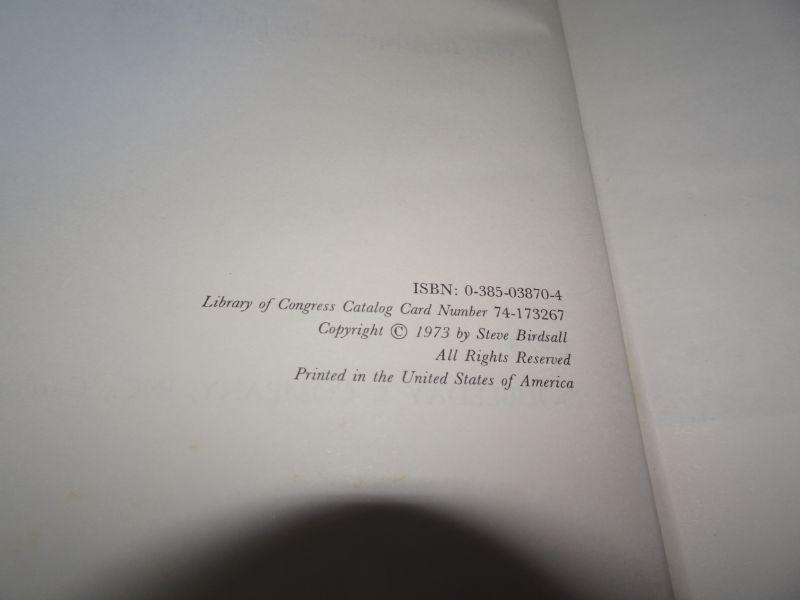 ISBN: 0-385-03870-4
Library of Congress Catalog Card Number 74-173267
Copyright © 1973 by Steve Birdsall
All Rights Reserved
Printed in the United States of America